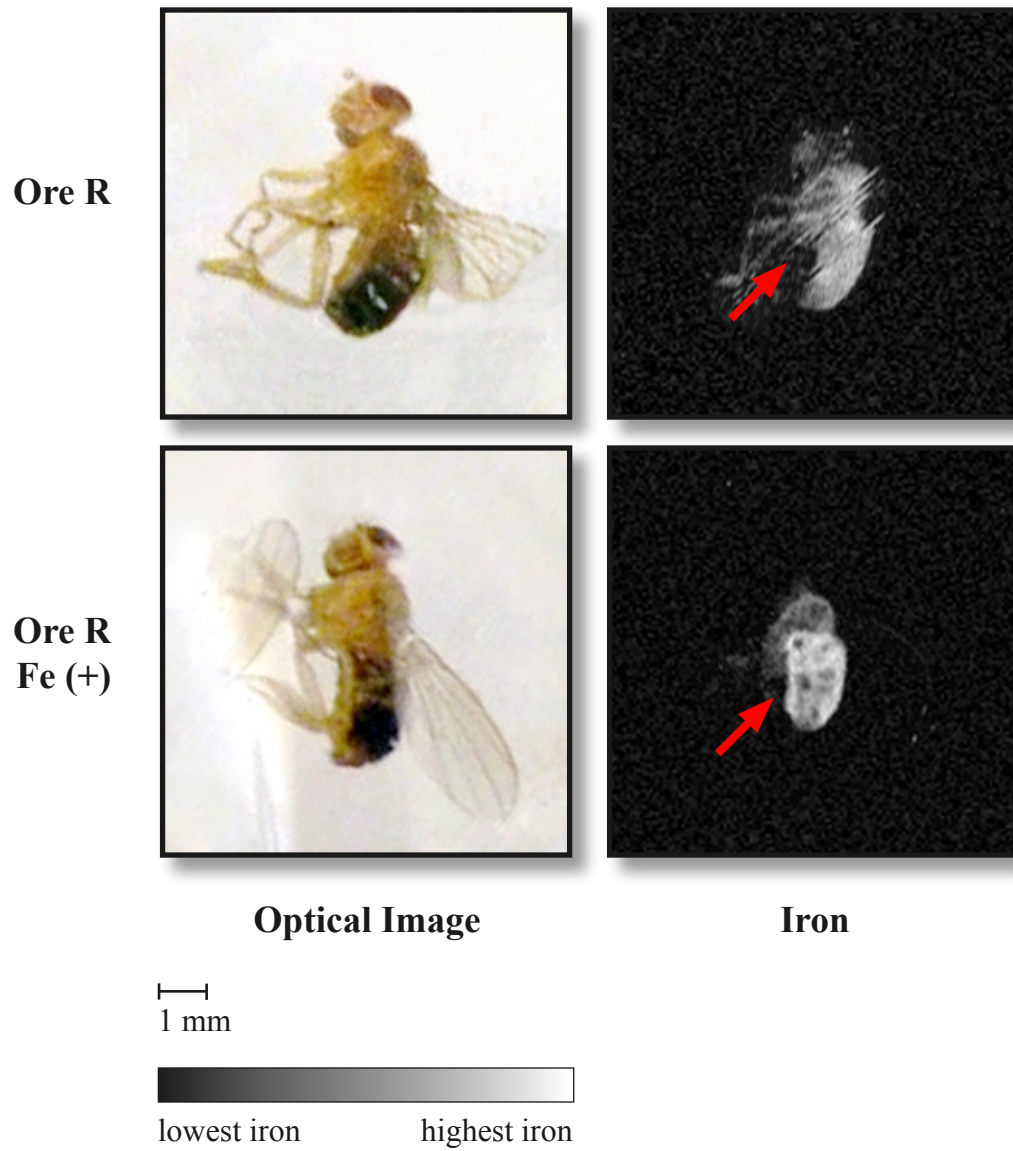 Ore R
Ore R
Fe (+)
Optical Image
Iron
1 mm
lowest iron
highest iron